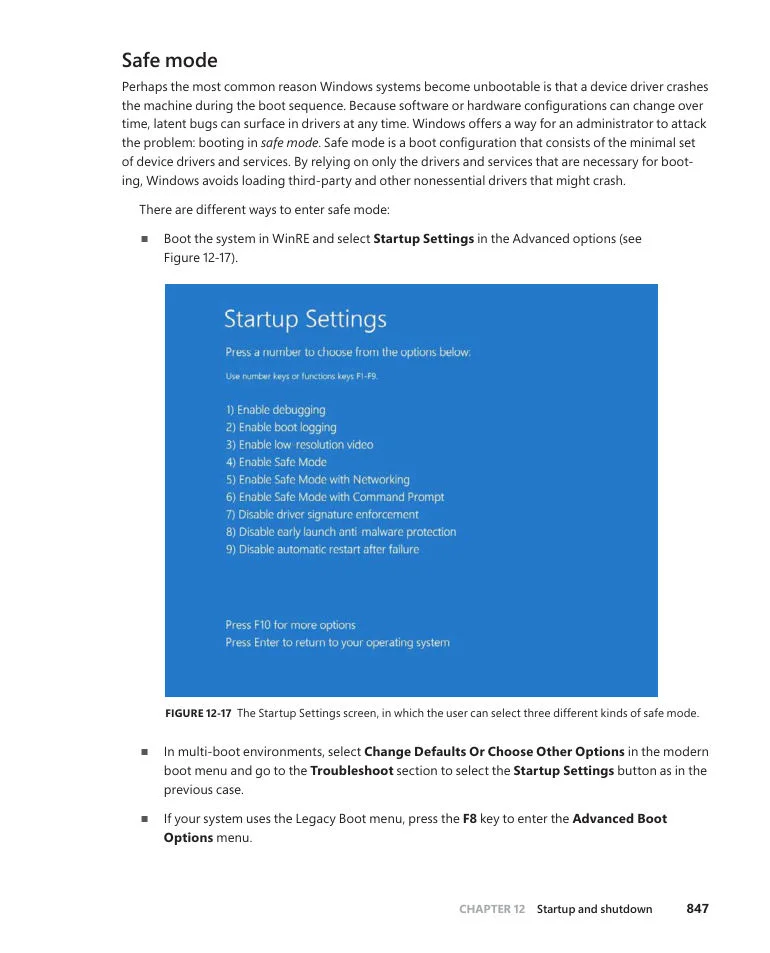 Safe mode
Perhaps the most common reason Windows systems become unbootable is that a device driver crashes
the machine during the boot sequence. Because software or hardware configurations can change over
time, latent bugs can surface in drivers at any time. Windows offers a way for an administrator to attack
the problem: booting in safe mode. Safe mode is a boot configuration that consists of the minimal set
of device drivers and services. By relying on only the drivers and services that are necessary for boot-
ing, Windows avoids loading third-party and other nonessential drivers that might crash.
There are different ways to enter safe mode:
■ Boot the system in WinRE and select Startup Settings in the Advanced options (see
Figure 12-17).
Startup Settings
Press a number to choose from the options below:
Use number keys or functions keys F1-F9.
1) Enable debugging
2) Enable boot logging
3) Enable low-resolution video
4) Enable Safe Mode
5) Enable Safe Mode with Networking
6) Enable Safe Mode with Command Prompt
7) Disable driver signature enforcement
8) Disable early launch anti-malware protection
9) Disable automatic restart after failure
Press F10 for more options
Press Enter to return to your operating system
FIGURE 12-17 The Startup Settings screen, in which the user can select three different kinds of safe mode.
■ In multi-boot environments, select Change Defaults Or Choose Other Options in the modern
boot menu and go to the Troubleshoot section to select the Startup Settings button as in the
previous case.
■ If your system uses the Legacy Boot menu, press the F8 key to enter the Advanced Boot
Options menu.
CHAPTER 12 Startup and shutdown 847